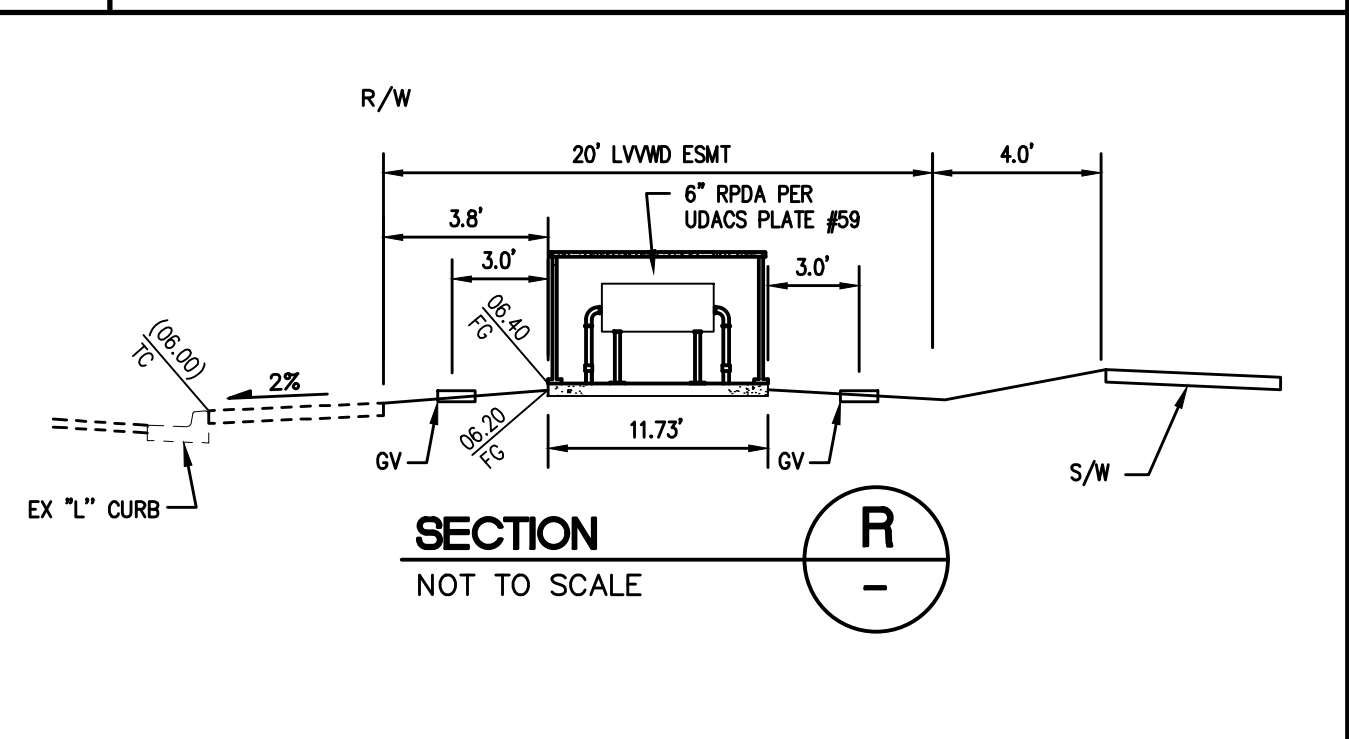 R/W
20' LVVWD ESMT
4.0'
6" RPDA PER
UDACS PLATE #59
3.8'
3.0'
3.0'
06.40
FG
(06.00)
TC
2%
06.20
FG
11.73'
GV
GV
S/W
EX "L" CURB
SECTION
R
NOT TO SCALE
-